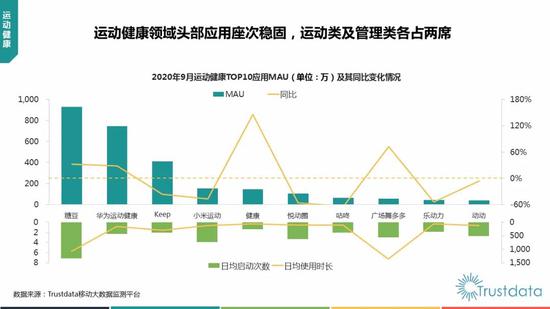 运动健康
运动健康领域头部应用座次稳固，运动类及管理类各占两席
2020年9月运动健康TOP10应用MAU（单位：万）及其同比变化情况
MAU 同比
1,000 180%
800 120%
600 60%
400 0%
200 -60%
0
糖豆 华为运动健康 Keep 小米运动 健康 悦动圈 咕咚 广场舞多多 乐动力 动动
0 0
2 500
4
6 1,000
8 1,500
日均启动次数 日均使用时长
数据来源：Trustdata移动大数据监测平台
Trustdata